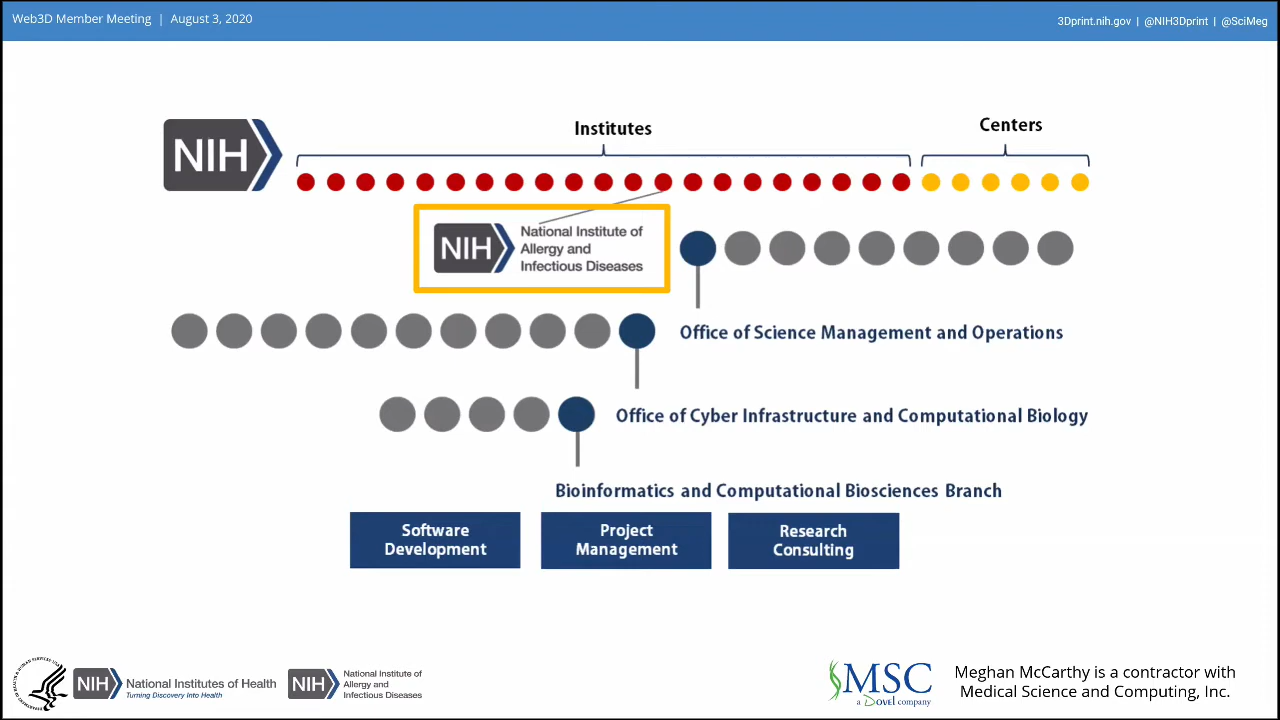 Web3D Member Meeting | August 3, 2020
3Dprint.nih.gov | @NIH3Dprint | @SciMeg
Institutes
Centers
NIH
NIH
National Institute of
Allergy and
Infectious Diseases
Office of Science Management and Operations
Office of Cyber Infrastructure and Computational Biology
Bioinformatics and Computational Biosciences Branch
Software
Development
Project
Management
Research
Consulting
NIH
National Institutes of Health
Turning Discovery Into Health
NIH
National Institute of
Allergy and
Infectious Diseases
MSC
a Dovel company
Meghan McCarthy is a contractor with
Medical Science and Computing, Inc.